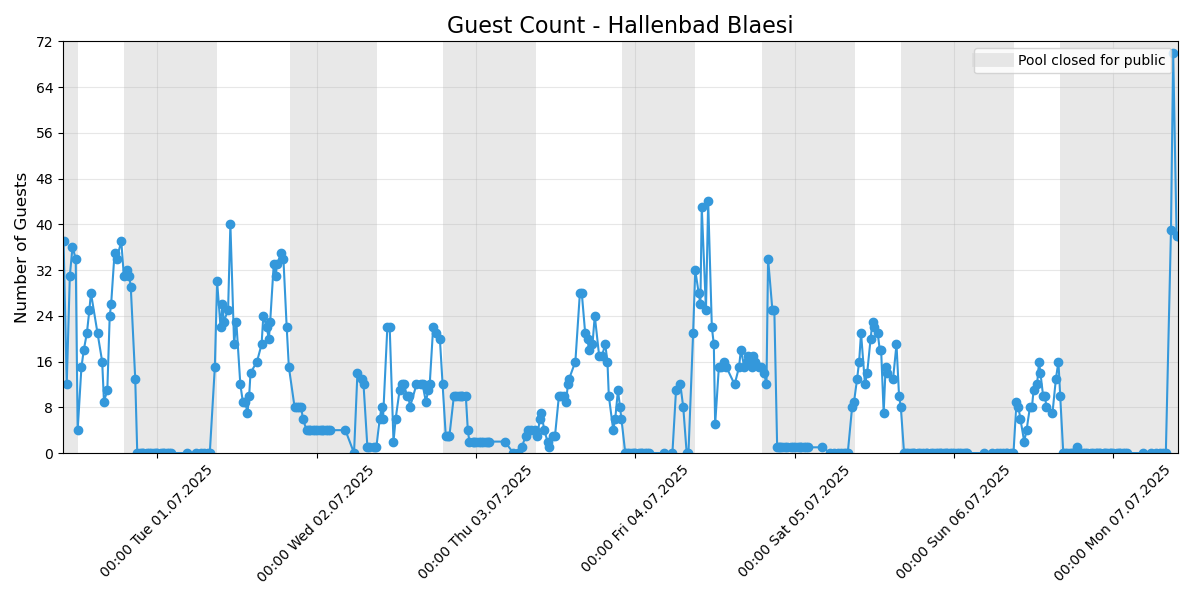 Guest Count - Hallenbad Blaesi
Pool closed for public
Number of Guests
72
64
56
48
40
32
24
16
8
0
00:00 Tue 01.07.2025
00:00 Wed 02.07.2025
00:00 Thu 03.07.2025
00:00 Fri 04.07.2025
00:00 Sat 05.07.2025
00:00 Sun 06.07.2025
00:00 Mon 07.07.2025